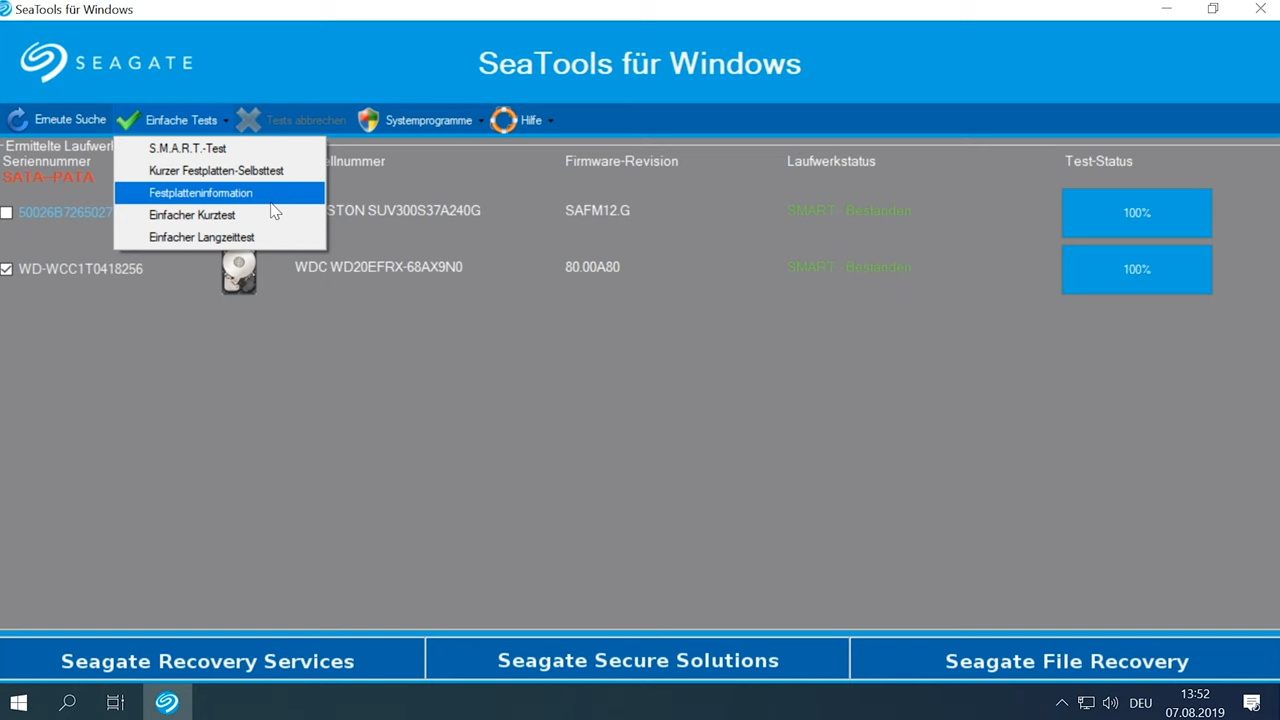 SeaTools für Windows
SEAGATE
SeaTools für Windows
Erneute Suche
Einfache Tests
Tests abbrechen
Systemprogramme
Hilfe
S.M.A.R.T.-Test
Kurzer Festplatten-Selbsttest
Festplatteninformation
Einfacher Kurztest
Einfacher Langzeittest
Ermittelte Laufwerk
Seriennummer
llnummer
Firmware-Revision
Laufwerkstatus
Test-Status
SATA--PATA
50026B7265027
STON SUV300S37A240G
SAFM12.G
SMART - Bestanden
100%
WD-WCC1T0418256
WDC WD20EFRX-68AX9N0
80.00A80
SMART - Bestanden
100%
Seagate Recovery Services
Seagate Secure Solutions
Seagate File Recovery
DEU
13:52
07.08.2019